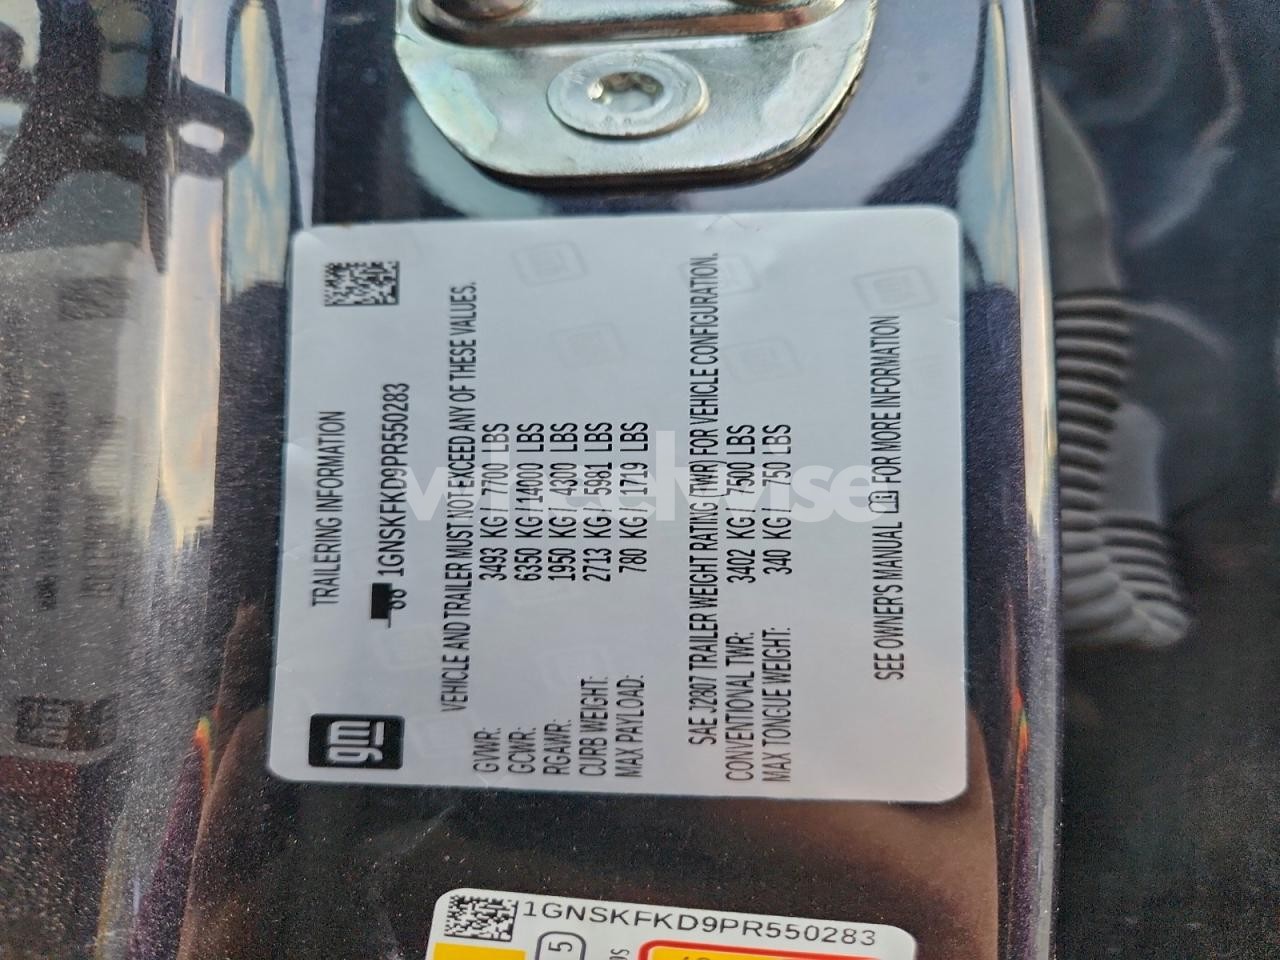 gm
TRAILERING INFORMATION
1GNSKFKD9PR550283
VEHICLE AND TRAILER MUST NOT EXCEED ANY OF THESE VALUES.
GVWR: 3493 KG / 7700 LBS
GCWR: 6350 KG / 14000 LBS
RGAWR: 1950 KG / 4300 LBS
CURB WEIGHT: 2713 KG / 5981 LBS
MAX PAYLOAD: 780 KG / 1719 LBS
SAE J2807 TRAILER WEIGHT RATING (TWR) FOR VEHICLE CONFIGURATION.
CONVENTIONAL TWR: 3402 KG / 7500 LBS
MAX TONGUE WEIGHT: 340 KG / 750 LBS
SEE OWNER'S MANUAL FOR MORE INFORMATION
wheelwise
1GNSKFKD9PR550283
5